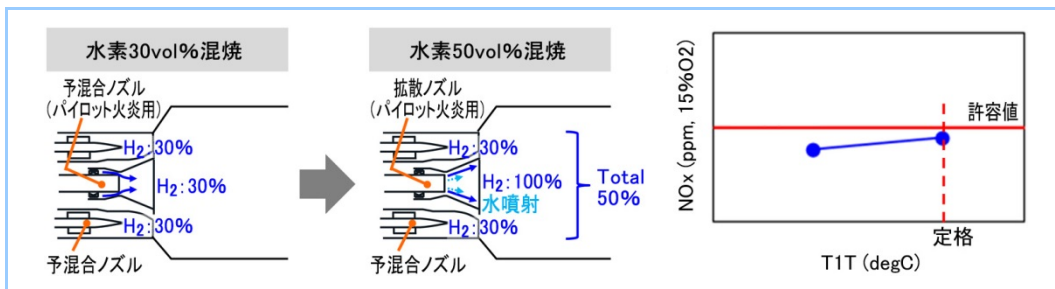 水素30vol%混焼
予混合ノズル
(パイロット火炎用)
H₂:30%
H₂:30%
H₂:30%
予混合ノズル
水素50vol%混焼
拡散ノズル
(パイロット火炎用)
H₂:30%
H₂:100%
水噴射
H₂:30%
Total
50%
予混合ノズル
NOx (ppm, 15%O2)
許容値
定格
T1T (degC)